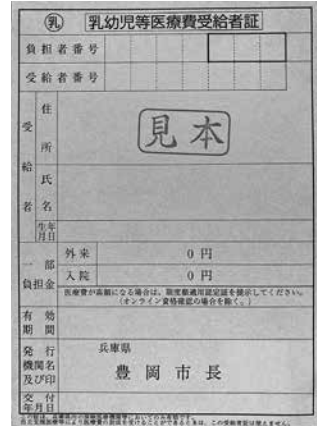 乳 乳幼児等医療費受給者証
負担者番号
受給者番号
受給者
住所
見本
氏名
生年月日
一部負担金
外来 0円
入院 0円
医療費が高額になる場合は、限度額適用認定証を提示してください。
(オンライン資格確認の場合を除く。)
有効期間
発行機関名及び印
兵庫県
豊岡市長
交付年月日